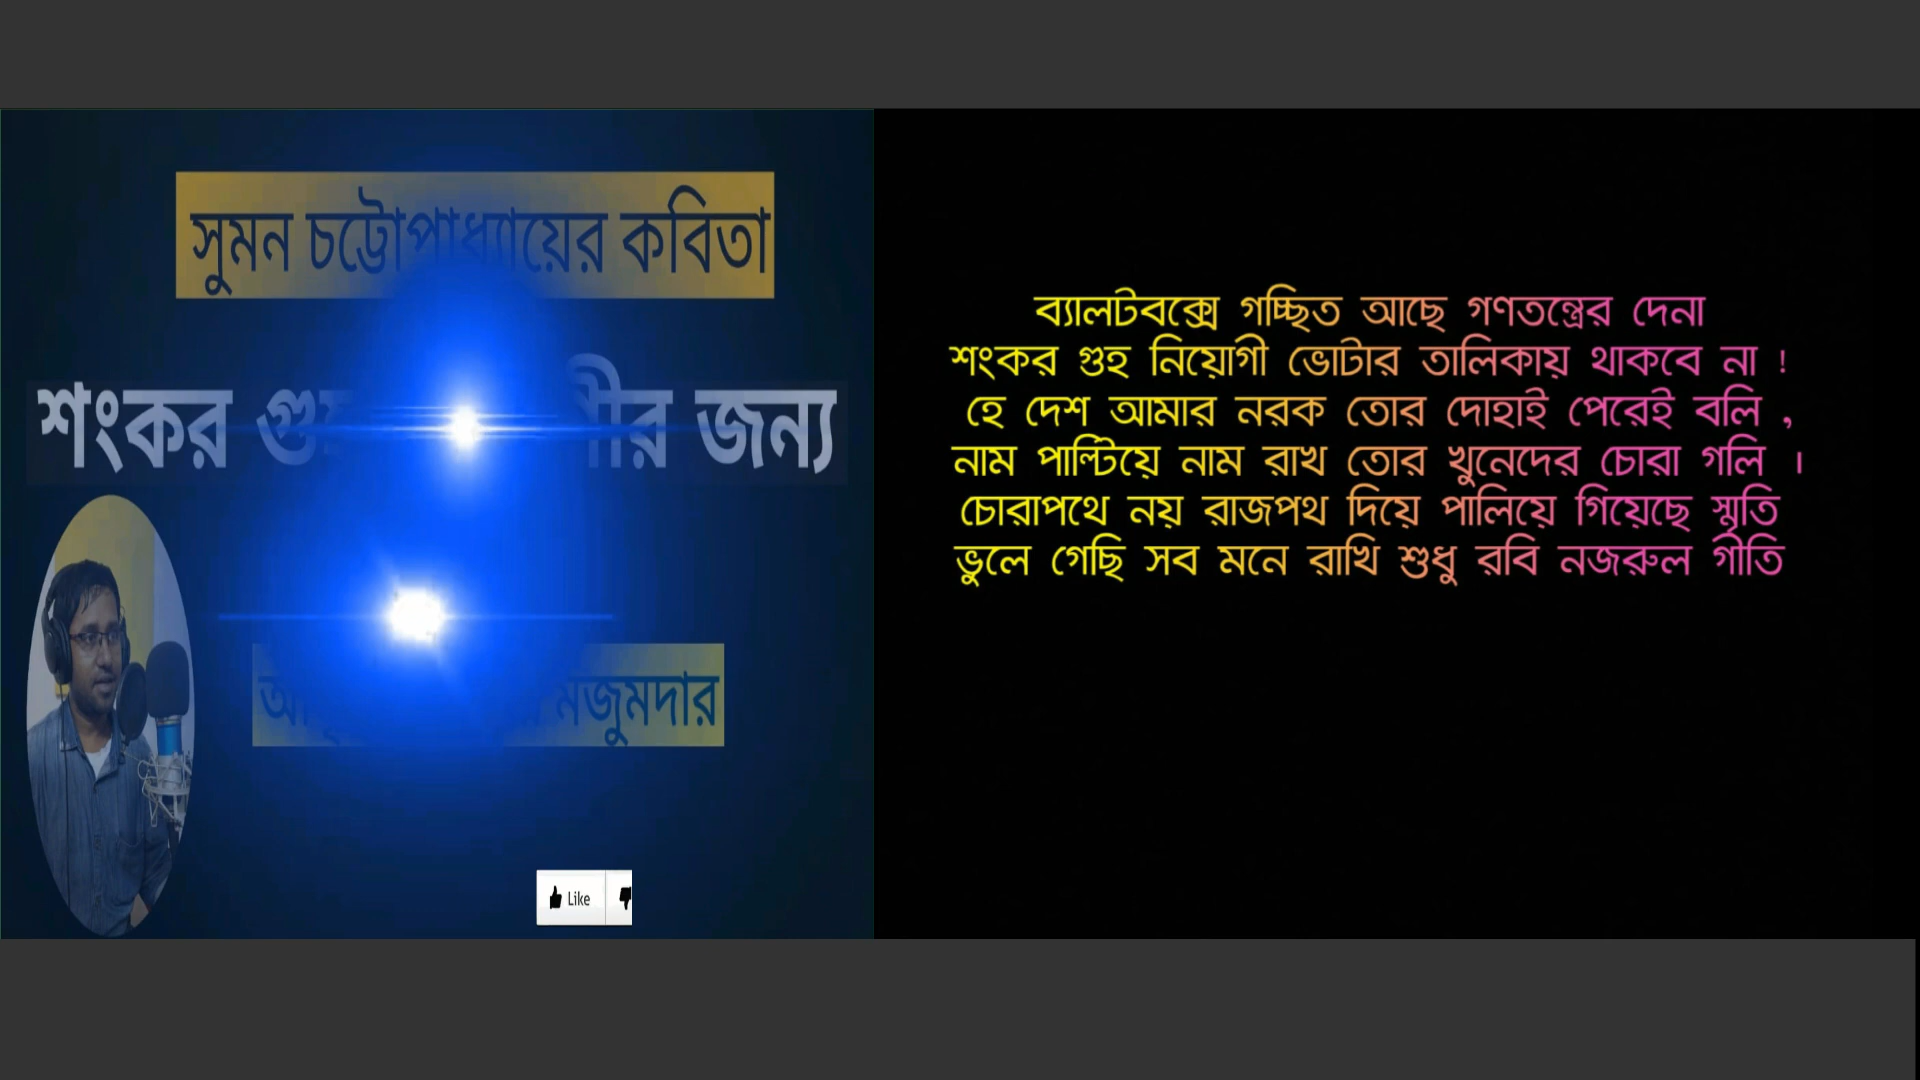 সুমন চট্টোপাধ্যায়ের কবিতা
শংকর জন্য
মজুমদার
Like
ব্যালটবক্সে গচ্ছিত আছে গণতন্ত্রের দেনা
শংকর গুহ নিয়োগী ভোটার তালিকায় থাকবে না !
হে দেশ আমার নরক তোর দোহাই পেরেই বলি ,
নাম পাল্টিয়ে নাম রাখ তোর খুনেদের চোরা গলি ।
চোরাপথে নয় রাজপথ দিয়ে পালিয়ে গিয়েছে স্মৃতি
ভুলে গেছি সব মনে রাখি শুধু রবি নজরুল গীতি